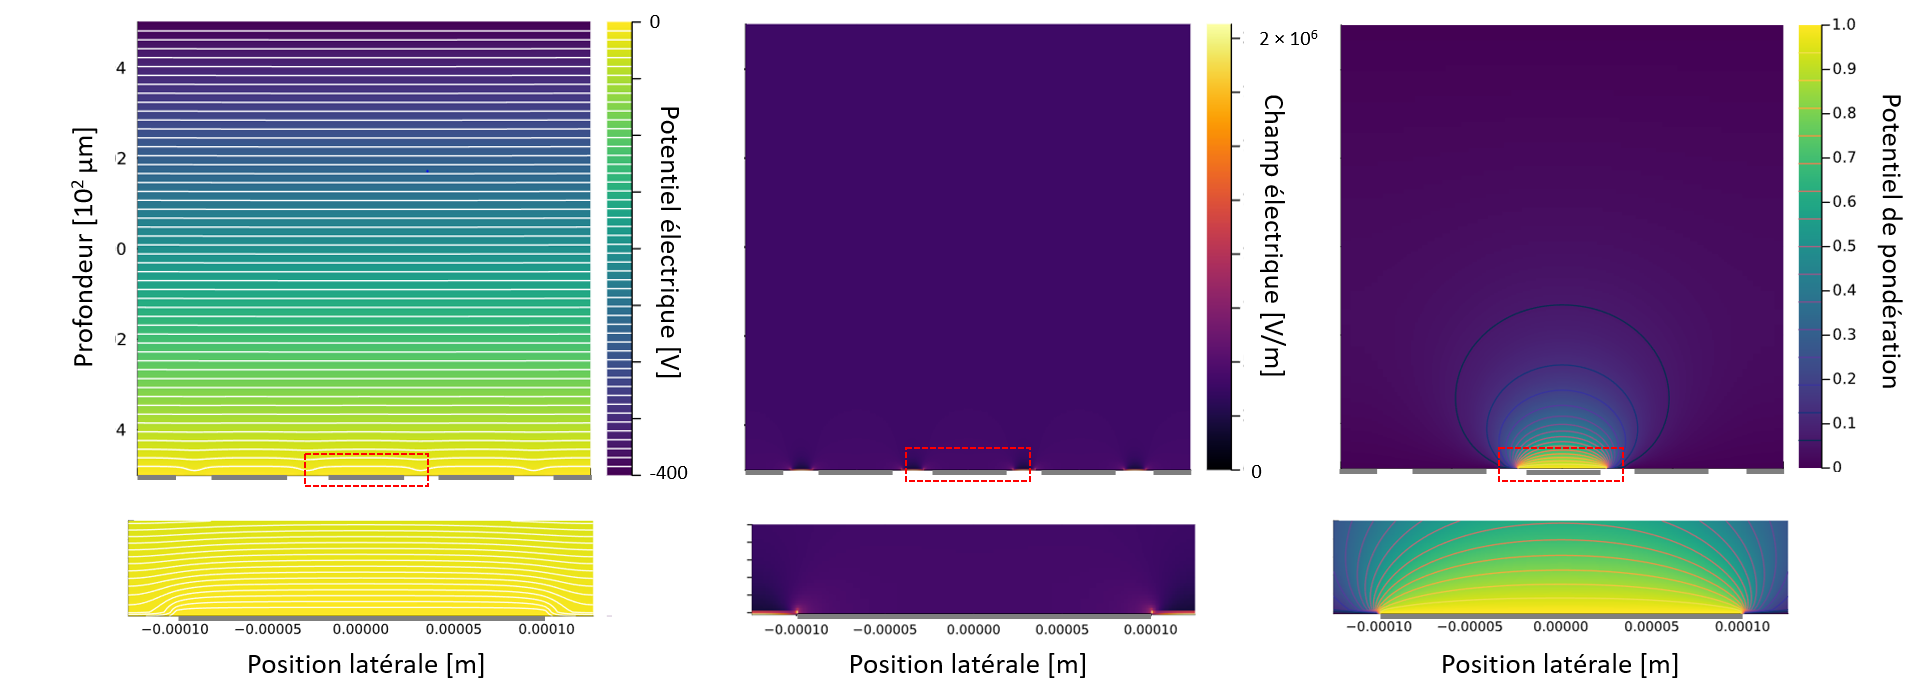 4
2
0
2
4
Profondeur [10² µm]
0
-400
Potentiel électrique [V]
2 × 10⁶
0
Champ électrique [V/m]
1.0
0.9
0.8
0.7
0.6
0.5
0.4
0.3
0.2
0.1
0
Potentiel de pondération
−0.00010 −0.00005 0.00000 0.00005 0.00010
Position latérale [m]
−0.00010 −0.00005 0.00000 0.00005 0.00010
Position latérale [m]
−0.00010 −0.00005 0.00000 0.00005 0.00010
Position latérale [m]